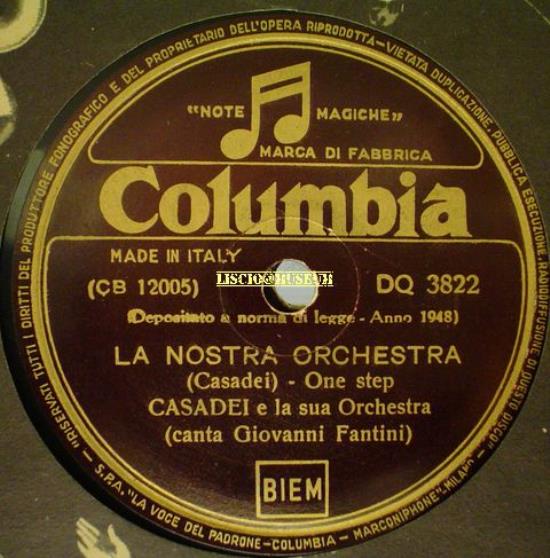 "RISERVATI TUTTI I DIRITTI DEL PRODUTTORE FONOGRAFICO E DEL PROPRIETARIO DELL'OPERA RIPRODOTTA - VIETATA DUPLICAZIONE, PUBBLICA ESECUZIONE, RADIODIFFUSIONE DI QUESTO DISCO"
"NOTE MAGICHE"
MARCA DI FABBRICA
Columbia
MADE IN ITALY
(CB 12005) DQ 3822
LISCIO@MUSEUM
(Depositato a norma di legge - Anno 1948)
LA NOSTRA ORCHESTRA
(Casadei) - One step
CASADEI e la sua Orchestra
(canta Giovanni Fantini)
BIEM
S.P.A. "LA VOCE DEL PADRONE - COLUMBIA - MARCONIPHONE" - MILANO